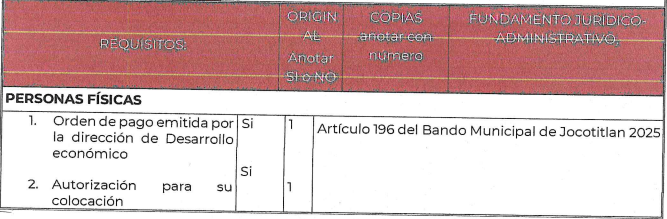 REQUISITOS:
ORIGIN
AL
Anotar
SI o NO
COPIAS
anotar con
número
FUNDAMENTO JURÍDICO-
ADMINISTRATIVO.
PERSONAS FÍSICAS
1. Orden de pago emitida por
la dirección de Desarrollo
económico
Si
1
Artículo 196 del Bando Municipal de Jocotitlan 2025
2. Autorización para su
colocación
Si
1